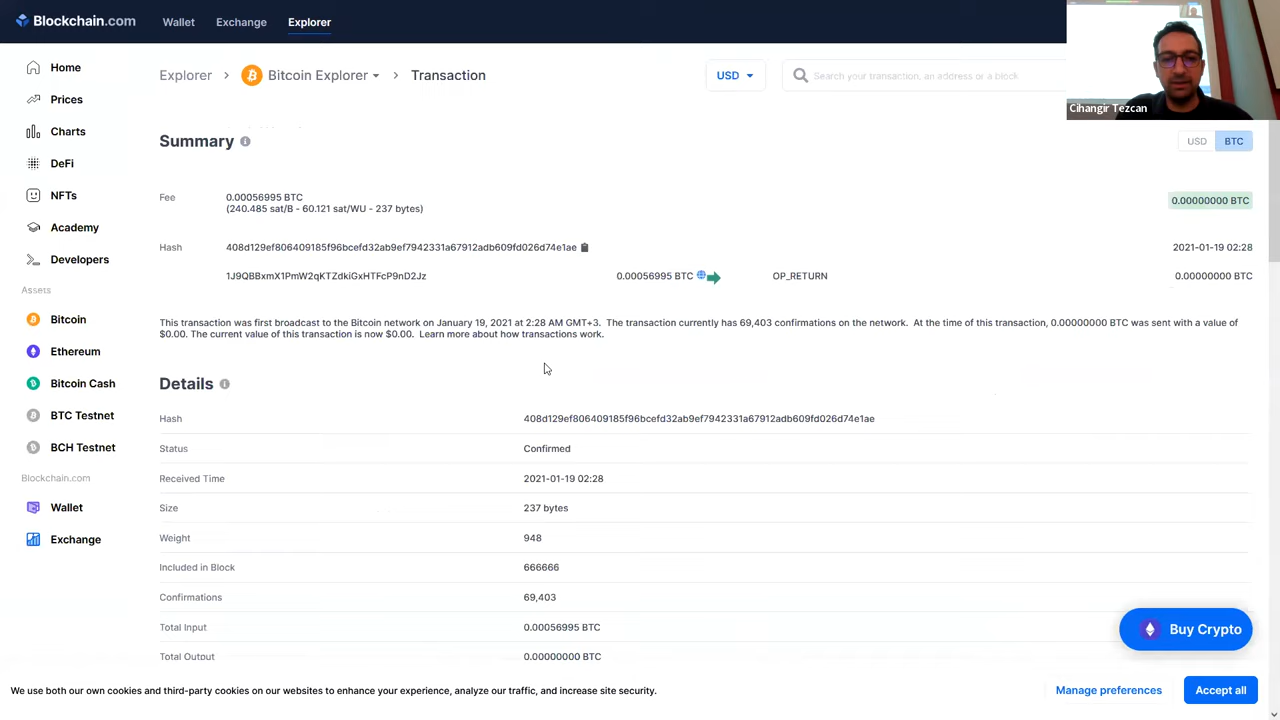 Blockchain.com Wallet Exchange Explorer
Cihangir Tezcan
Home
Prices
Charts
DeFi
NFTs
Academy
Developers
Assets
Bitcoin
Ethereum
Bitcoin Cash
BTC Testnet
BCH Testnet
Blockchain.com
Wallet
Exchange
Explorer > Bitcoin Explorer > Transaction
USD
Search your transaction, an address or a block
Summary
USD BTC
Fee 0.00056995 BTC 0.00000000 BTC
(240.485 sat/B - 60.121 sat/WU - 237 bytes)
Hash 408d129ef806409185f96bcefd32ab9ef7942331a67912adb609fd026d74e1ae 2021-01-19 02:28
1J9QBBxmX1PmW2qKTZdkiGxHTFcP9nD2Jz 0.00056995 BTC OP_RETURN 0.00000000 BTC
This transaction was first broadcast to the Bitcoin network on January 19, 2021 at 2:28 AM GMT+3. The transaction currently has 69,403 confirmations on the network. At the time of this transaction, 0.00000000 BTC was sent with a value of
$0.00. The current value of this transaction is now $0.00. Learn more about how transactions work.
Details
Hash 408d129ef806409185f96bcefd32ab9ef7942331a67912adb609fd026d74e1ae
Status Confirmed
Received Time 2021-01-19 02:28
Size 237 bytes
Weight 948
Included in Block 666666
Confirmations 69,403
Total Input 0.00056995 BTC
Total Output 0.00000000 BTC
Buy Crypto
We use both our own cookies and third-party cookies on our websites to enhance your experience, analyze our traffic, and increase site security.
Manage preferences
Accept all